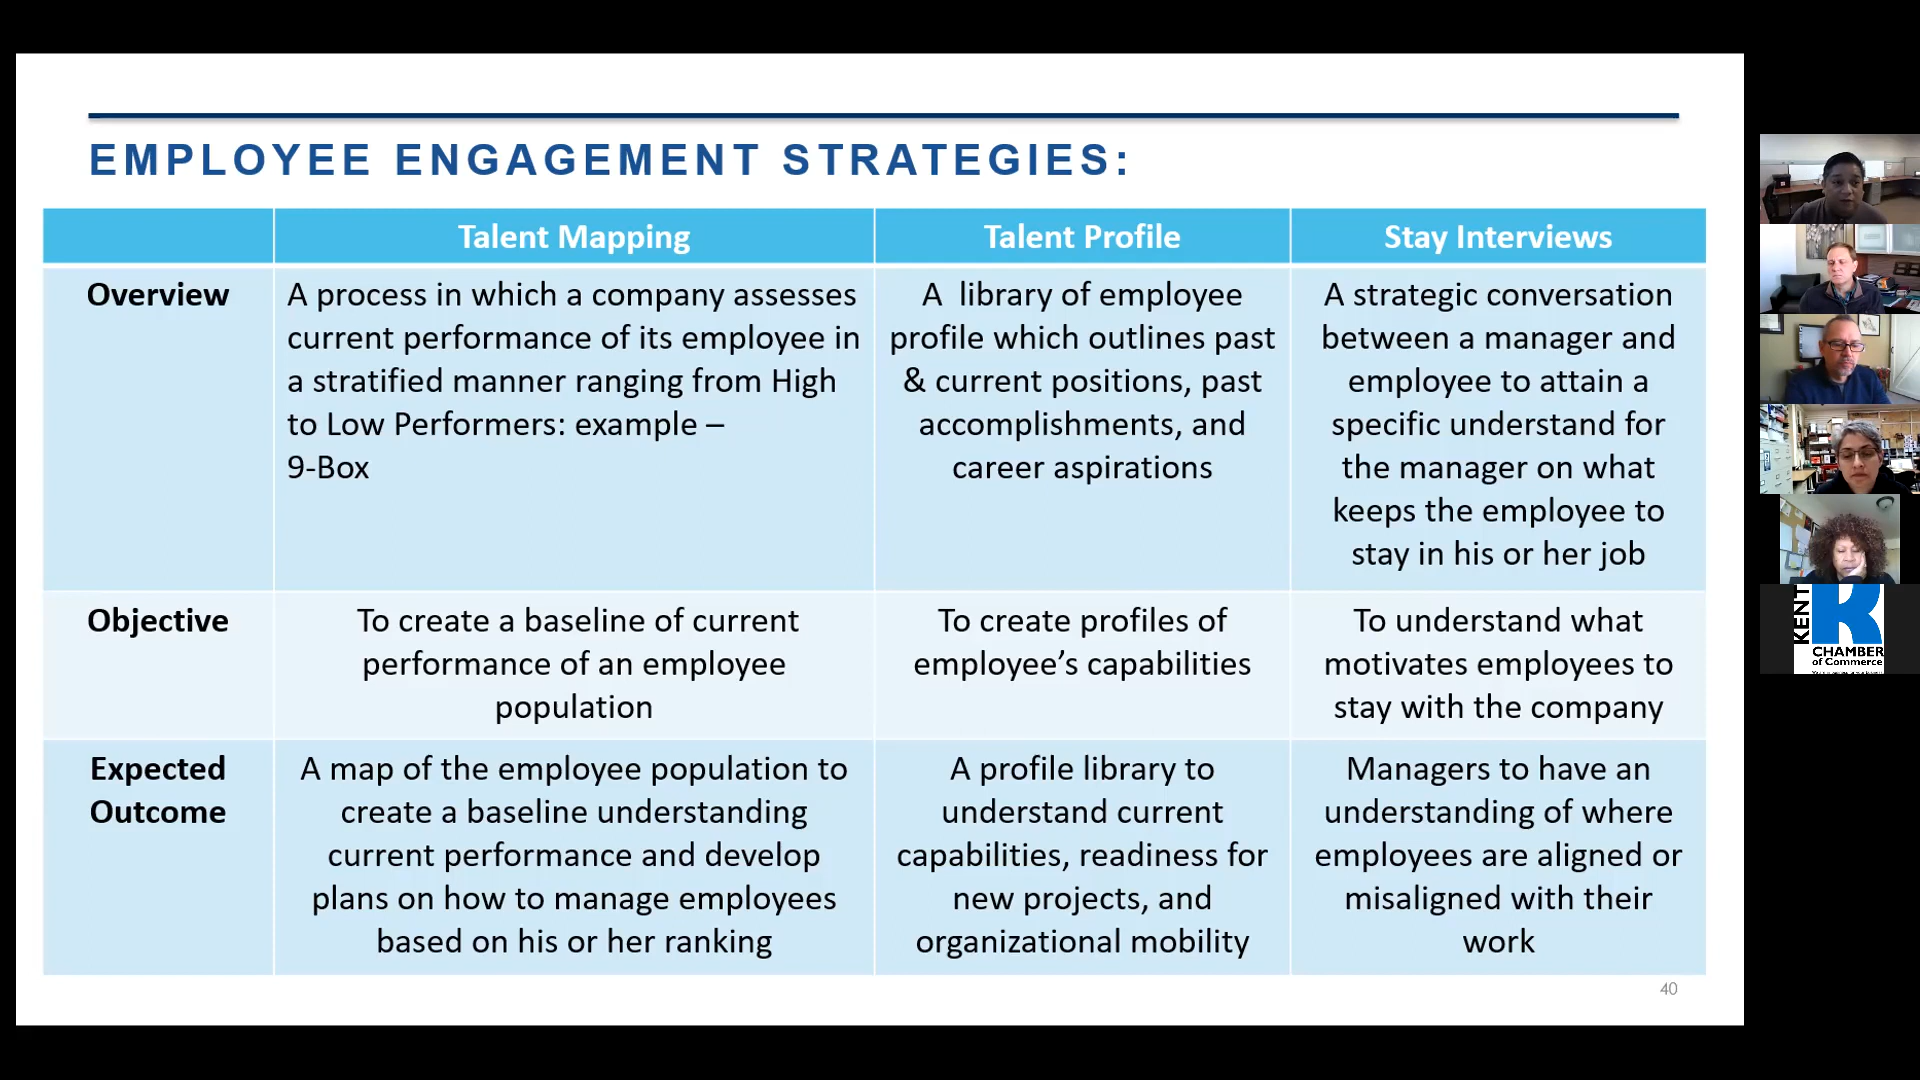 EMPLOYEE ENGAGEMENT STRATEGIES:
Talent Mapping
Talent Profile
Stay Interviews
Overview
A process in which a company assesses
current performance of its employee in
a stratified manner ranging from High
to Low Performers: example –
9-Box
A library of employee
profile which outlines past
& current positions, past
accomplishments, and
career aspirations
A strategic conversation
between a manager and
employee to attain a
specific understand for
the manager on what
keeps the employee to
stay in his or her job
Objective
To create a baseline of current
performance of an employee
population
To create profiles of
employee’s capabilities
To understand what
motivates employees to
stay with the company
Expected
Outcome
A map of the employee population to
create a baseline understanding
current performance and develop
plans on how to manage employees
based on his or her ranking
A profile library to
understand current
capabilities, readiness for
new projects, and
organizational mobility
Managers to have an
understanding of where
employees are aligned or
misaligned with their
work
40
KENT
CHAMBER
of Commerce